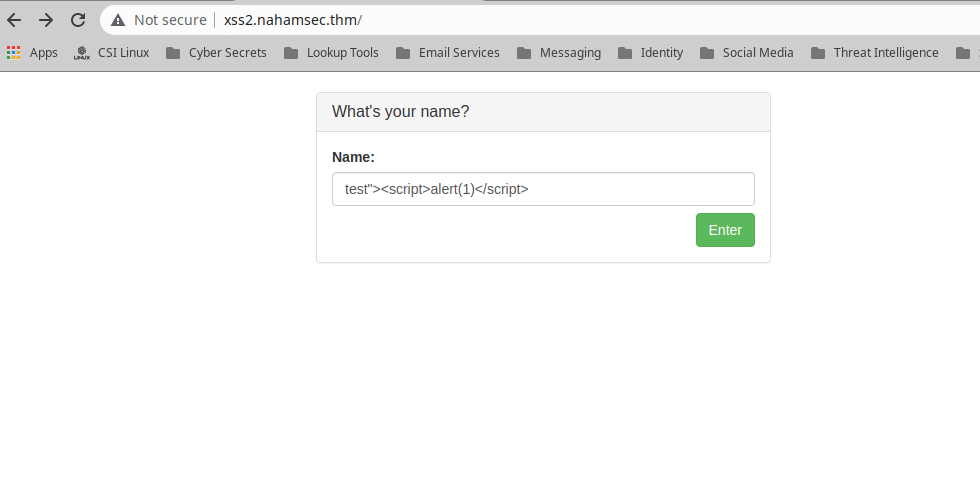 Not secure | xss2.nahamsec.thm/
Apps CSI Linux Cyber Secrets Lookup Tools Email Services Messaging Identity Social Media Threat Intelligence
What's your name?
Name:
test"><script>alert(1)</script>
Enter